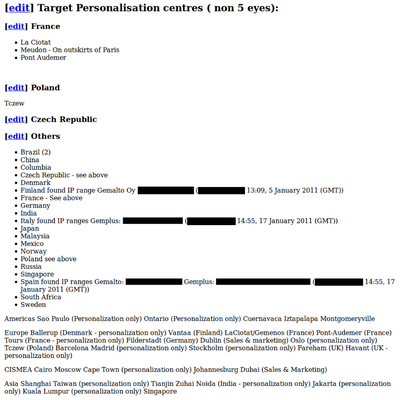 [edit] Target Personalisation centres ( non 5 eyes):
[edit] France
La Ciotat
Meudon - On outskirts of Paris
Pont Audemer
[edit] Poland
Tczew
[edit] Czech Republic
[edit] Others
Brazil (2)
China
Columbia
Czech Republic - see above
Denmark
Finland found IP range Gemalto Oy ( 13:09, 5 January 2011 (GMT))
France - See above
Germany
India
Italy found IP ranges Gemplus: ( 14:55, 17 January 2011 (GMT))
Japan
Malaysia
Mexico
Norway
Poland see above
Russia
Singapore
Spain found IP ranges Gemalto: Gemplus: ( 14:55, 17
January 2011 (GMT))
South Africa
Sweden
Americas Sao Paulo (Personalization only) Ontario (Personalization only) Cuernavaca Iztapalapa Montgomeryville
Europe Ballerup (Denmark - personalization only) Vantaa (Finland) LaCiotat/Gemenos (France) Pont-Audemer (France)
Tours (France - personalization only) Filderstadt (Germany) Dublin (Sales & marketing) Oslo (personalization only)
Tczew (Poland) Barcelona Madrid (personalization only) Stockholm (personalization only) Fareham (UK) Havant (UK -
personalization only)
CISMEA Cairo Moscow Cape Town (personalization only) Johannesburg Dubai (Sales & Marketing)
Asia Shanghai Taiwan (personalization only) Tianjin Zuhai Noida (India - personalization only) Jakarta (personalization
only) Kuala Lumpur (personalization only) Singapore